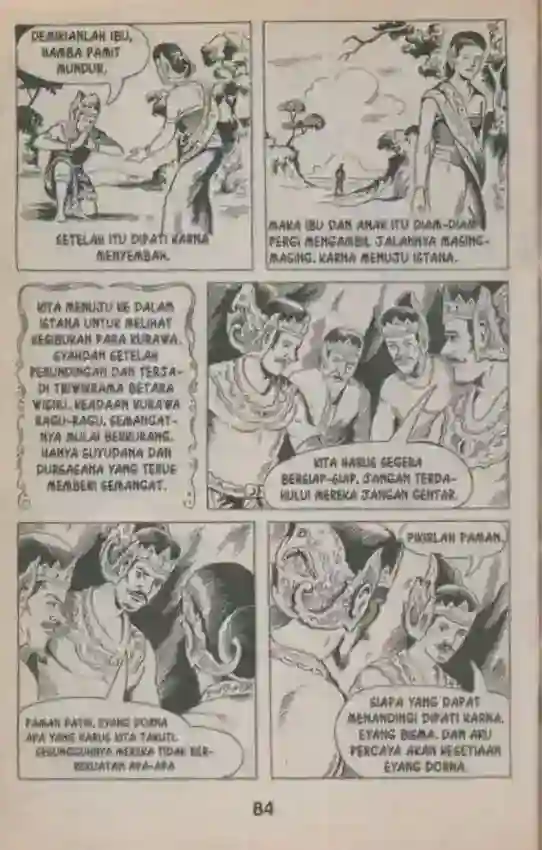 DEMIKIANLAH IBU,
HAMBA PAMIT
MUNDUR.
SETELAH ITU DIPATI KARNA
MENYEMBAH.
MAKA IBU DAN ANAK ITU DIAM-DIAM
PERGI MENGAMBIL JALANNYA MASING-
MASING. KARNA MENUJU ISTANA.
KITA MENUJU KE DALAM
ISTANA UNTUK MELIHAT
KESIBUKAN PARA KURAWA.
SYAHDAN SETELAH
PERUNDINGAN DAN TERJA-
DI TRIWIKRAMA BETARA
WISNU, KEADAAN KURAWA
RAGU-RAGU, SEMANGAT-
NYA MULAI BERKURANG.
HANYA SUYUDANA DAN
DURSASANA YANG TERUS
MEMBERI SEMANGAT.
KITA HARUS SEGERA
BERSIAP-SIAP. JANGAN TERDA-
HULUI MEREKA JANGAN GENTAR.
PAMAN PATIH, EYANG DORNA
APA YANG HARUS KITA TAKUTI.
SESUNGGUHNYA MEREKA TIDAK BER-
KEKUATAN APA-APA
PIKIRLAH PAMAN.
SIAPA YANG DAPAT
MENANDINGI DIPATI KARNA.
EYANG BISMA. DAN AKU
PERCAYA AKAN KESETIAAN
EYANG DORNA.
84